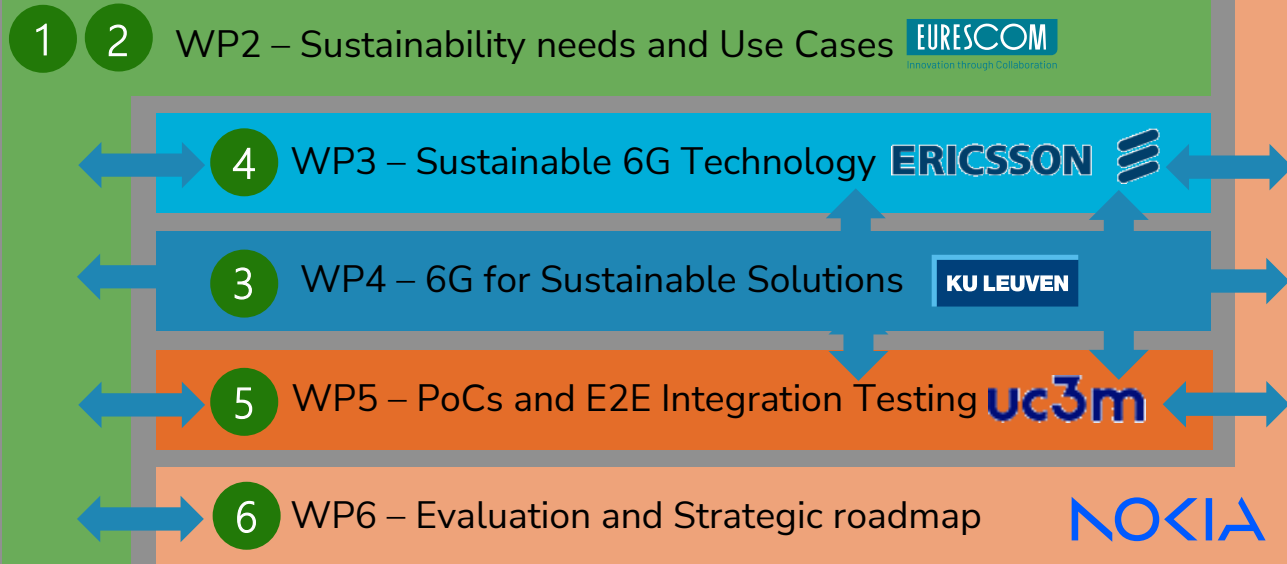 1 2 WP2 – Sustainability needs and Use Cases EURESCOM
Innovation through Collaboration
4 WP3 – Sustainable 6G Technology ERICSSON
3 WP4 – 6G for Sustainable Solutions KU LEUVEN
5 WP5 – PoCs and E2E Integration Testing uc3m
6 WP6 – Evaluation and Strategic roadmap NOKIA